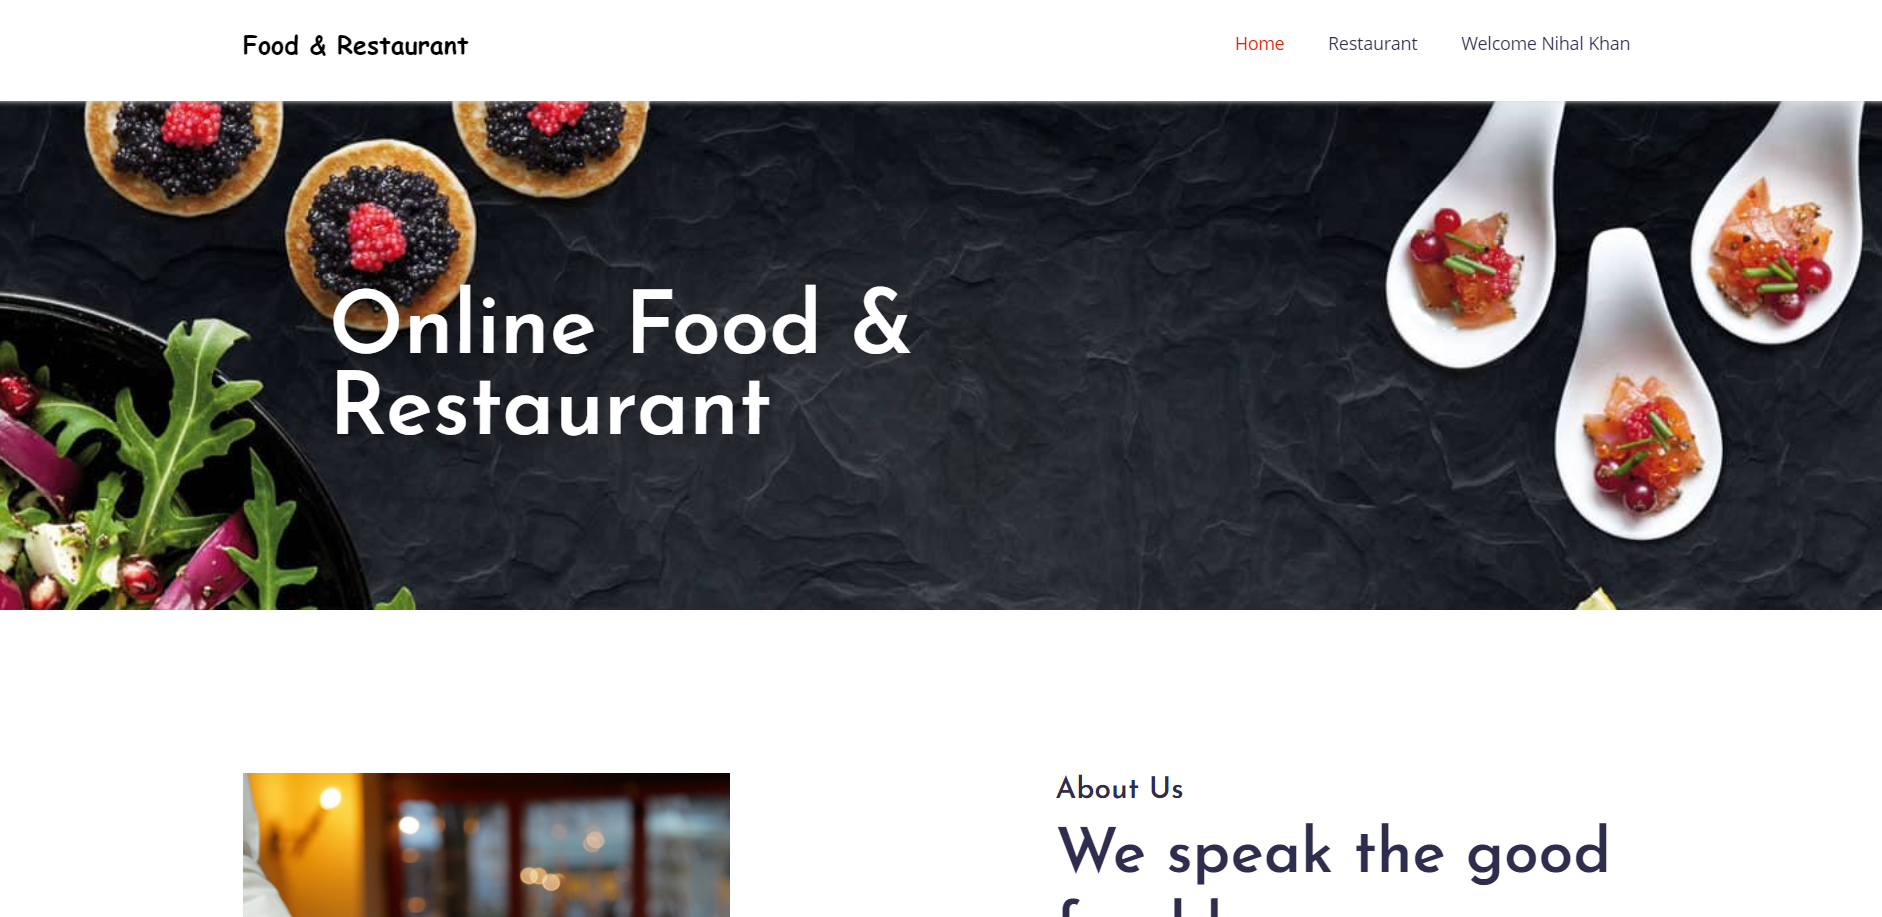 Food & Restaurant
Home
Restaurant
Welcome Nihal Khan
Online Food &
Restaurant
About Us
We speak the good